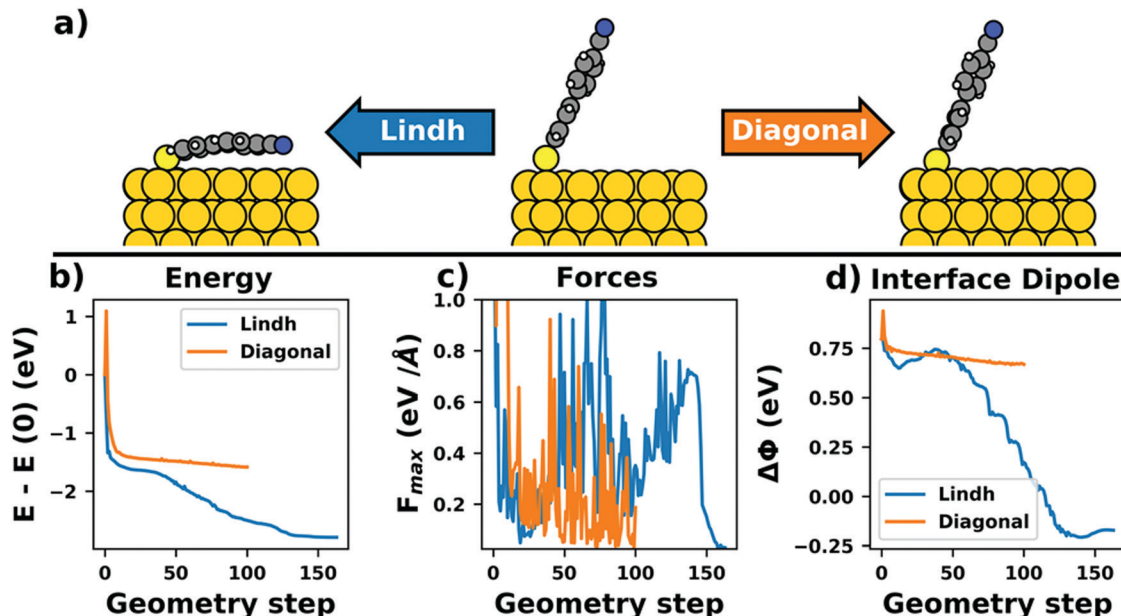 a)
Lindh
Diagonal
b)
Energy
E - E (0) (eV)
1
0
−1
−2
Lindh
Diagonal
0
50
100
150
Geometry step
c)
Forces
F_max (eV /Å)
1.0
0.8
0.6
0.4
0.2
0
50
100
150
Geometry step
d)
Interface Dipole
ΔΦ (eV)
0.75
0.50
0.25
0.00
−0.25
Lindh
Diagonal
0
50
100
150
Geometry step